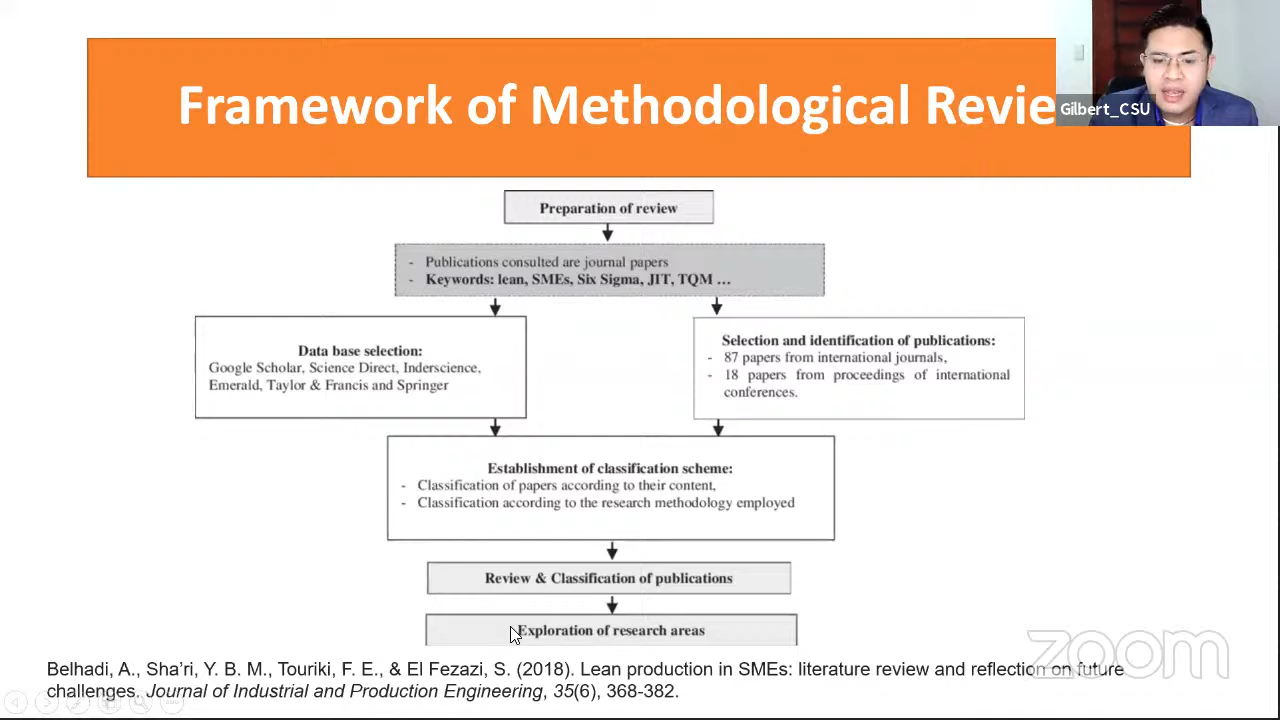 Framework of Methodological Revie
Gilbert_CSU
Preparation of review
- Publications consulted are journal papers
- Keywords: lean, SMEs, Six Sigma, JIT, TQM ...
Data base selection:
Google Scholar, Science Direct, Inderscience,
Emerald, Taylor & Francis and Springer
Selection and identification of publications:
- 87 papers from international journals,
- 18 papers from proceedings of international
conferences.
Establishment of classification scheme:
- Classification of papers according to their content,
- Classification according to the research methodology employed
Review & Classification of publications
Exploration of research areas
zoom
Belhadi, A., Sha'ri, Y. B. M., Touriki, F. E., & El Fezazi, S. (2018). Lean production in SMEs: literature review and reflection on future
challenges. Journal of Industrial and Production Engineering, 35(6), 368-382.